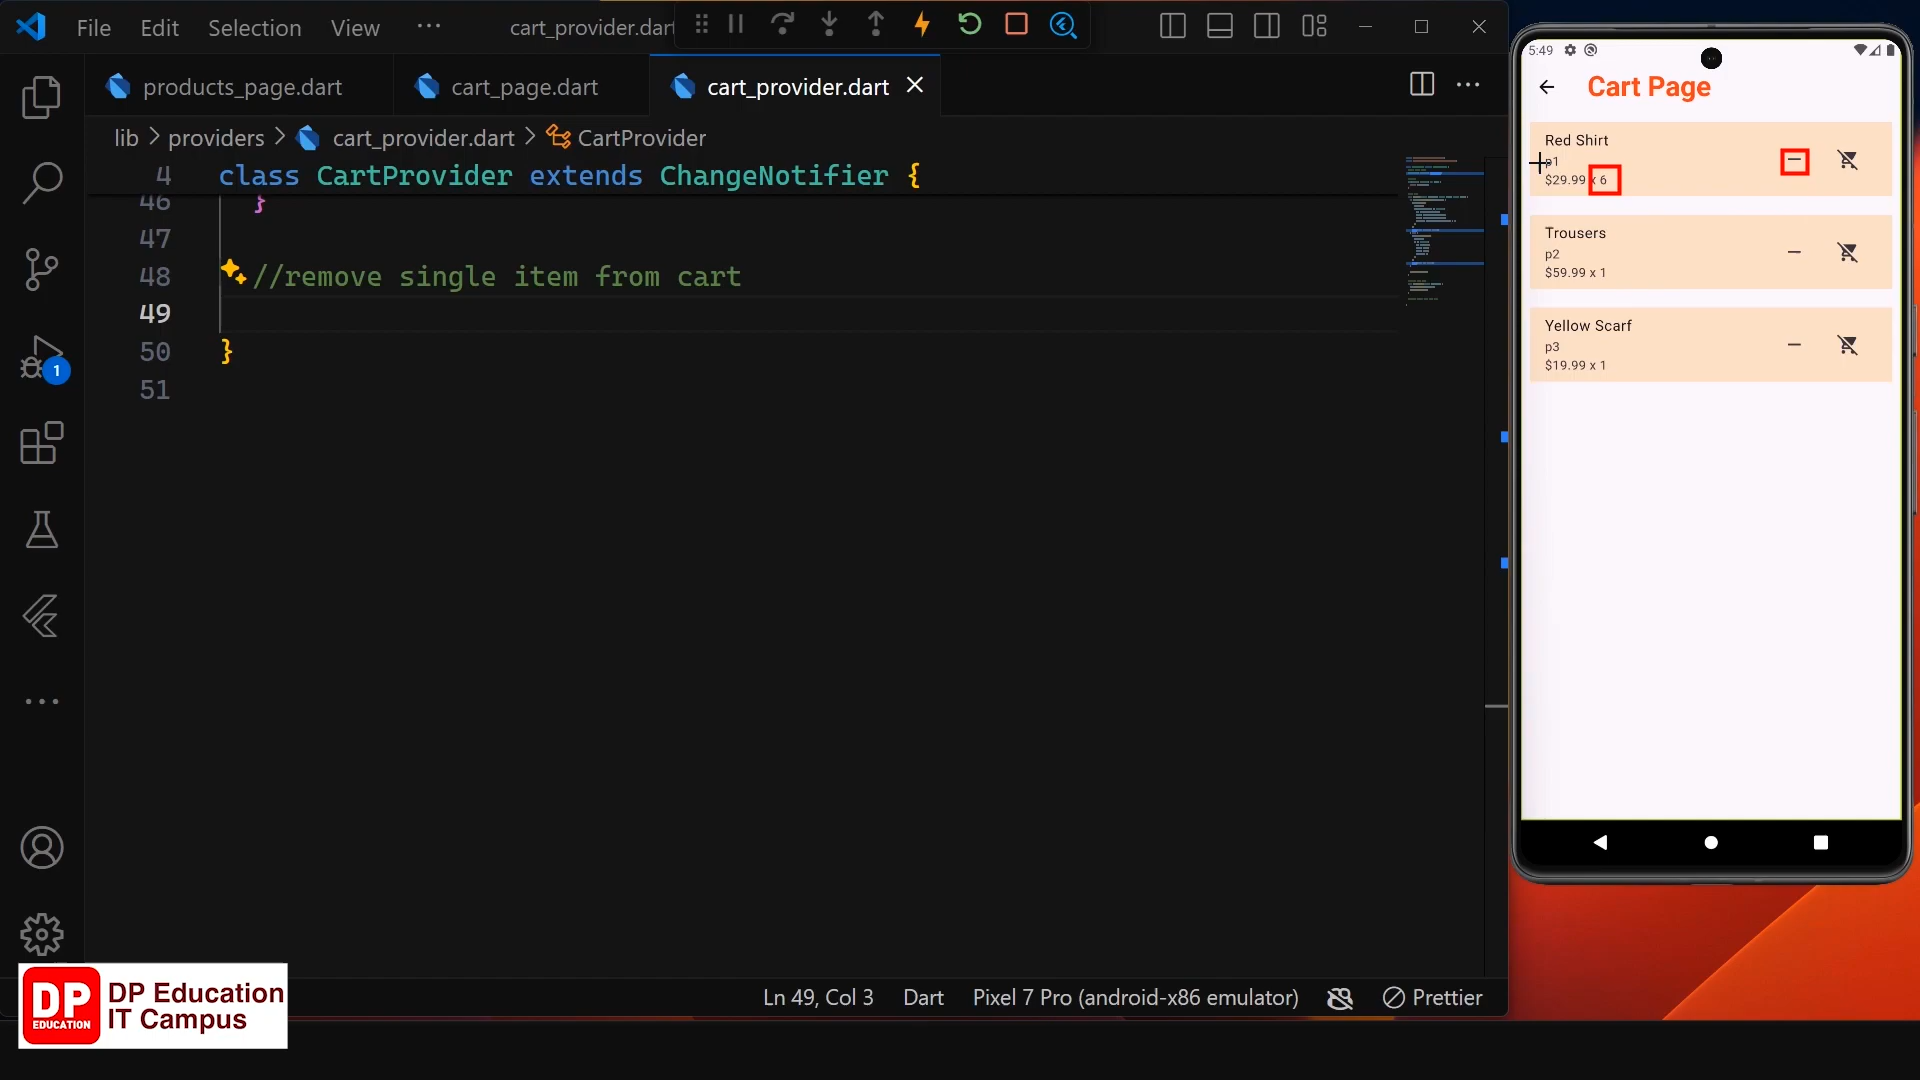 File Edit Selection View ··· cart_provider.dart
products_page.dart cart_page.dart cart_provider.dart
lib > providers > cart_provider.dart > CartProvider
4 class CartProvider extends ChangeNotifier {
46 }
47
48 //remove single item from cart
49
50 }
51
1
Ln 49, Col 3 Dart Pixel 7 Pro (android-x86 emulator) Prettier
DP EDUCATION
DP Education
IT Campus
5:49
Cart Page
Red Shirt
p1
$29.99 x 6
Trousers
p2
$59.99 x 1
Yellow Scarf
p3
$19.99 x 1